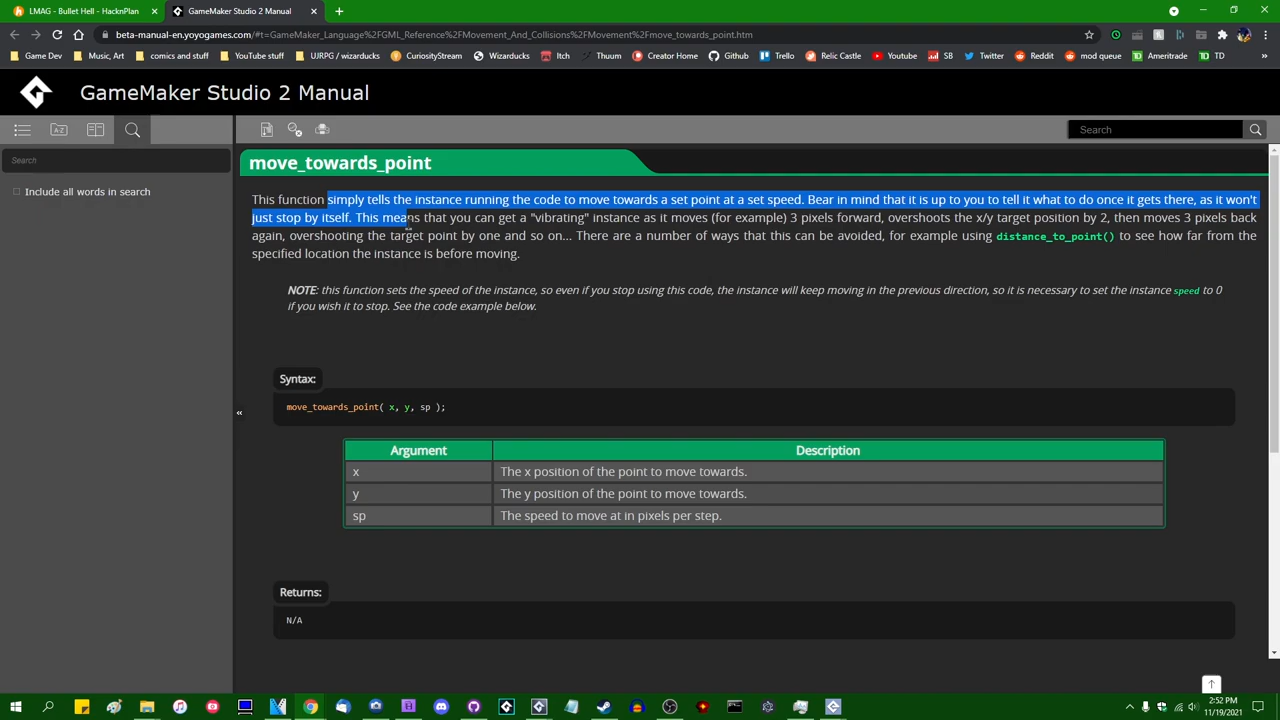 LMAG - Bullet Hell - HacknPlan
GameMaker Studio 2 Manual
beta-manual-en.yoyogames.com/#t=GameMaker_Language%2FGML_Reference%2FMovement_And_Collisions%2FMovement%2Fmove_towards_point.htm
Game Dev Music, Art comics and stuff YouTube stuff UJRPG / wizarducks CuriosityStream Wizarducks Itch Thuum Creator Home Github Trello Relic Castle Youtube SB Twitter Reddit mod queue Ameritrade TD
GameMaker Studio 2 Manual
Search
Search
Include all words in search
move_towards_point
This function simply tells the instance running the code to move towards a set point at a set speed. Bear in mind that it is up to you to tell it what to do once it gets there, as it won't
just stop by itself. This means that you can get a "vibrating" instance as it moves (for example) 3 pixels forward, overshoots the x/y target position by 2, then moves 3 pixels back
again, overshooting the target point by one and so on... There are a number of ways that this can be avoided, for example using distance_to_point() to see how far from the
specified location the instance is before moving.
NOTE: this function sets the speed of the instance, so even if you stop using this code, the instance will keep moving in the previous direction, so it is necessary to set the instance speed to 0
if you wish it to stop. See the code example below.
Syntax:
move_towards_point( x, y, sp );
Argument Description
x The x position of the point to move towards.
y The y position of the point to move towards.
sp The speed to move at in pixels per step.
Returns:
N/A
2:52 PM
11/19/2021